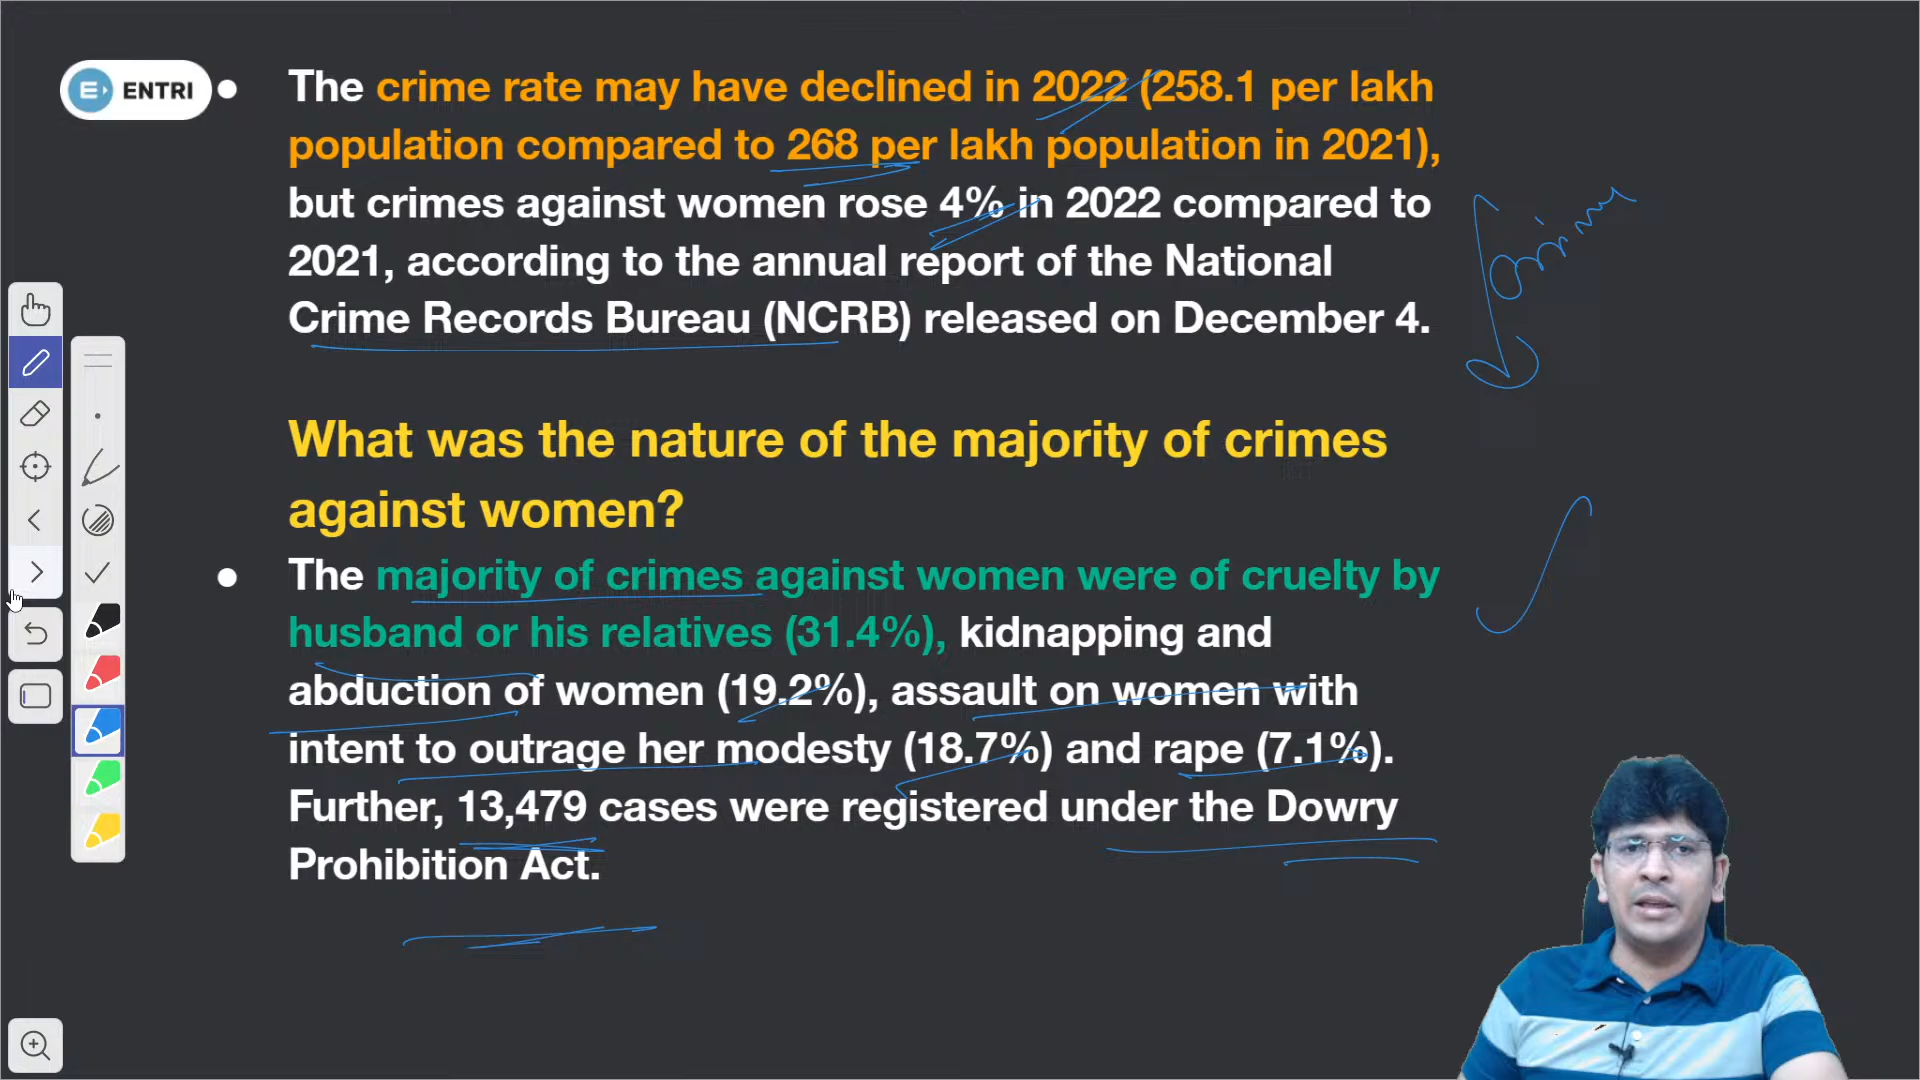 ENTRI
The crime rate may have declined in 2022 (258.1 per lakh
population compared to 268 per lakh population in 2021),
but crimes against women rose 4% in 2022 compared to
2021, according to the annual report of the National
Crime Records Bureau (NCRB) released on December 4.
What was the nature of the majority of crimes
against women?
The majority of crimes against women were of cruelty by
husband or his relatives (31.4%), kidnapping and
abduction of women (19.2%), assault on women with
intent to outrage her modesty (18.7%) and rape (7.1%).
Further, 13,479 cases were registered under the Dowry
Prohibition Act.